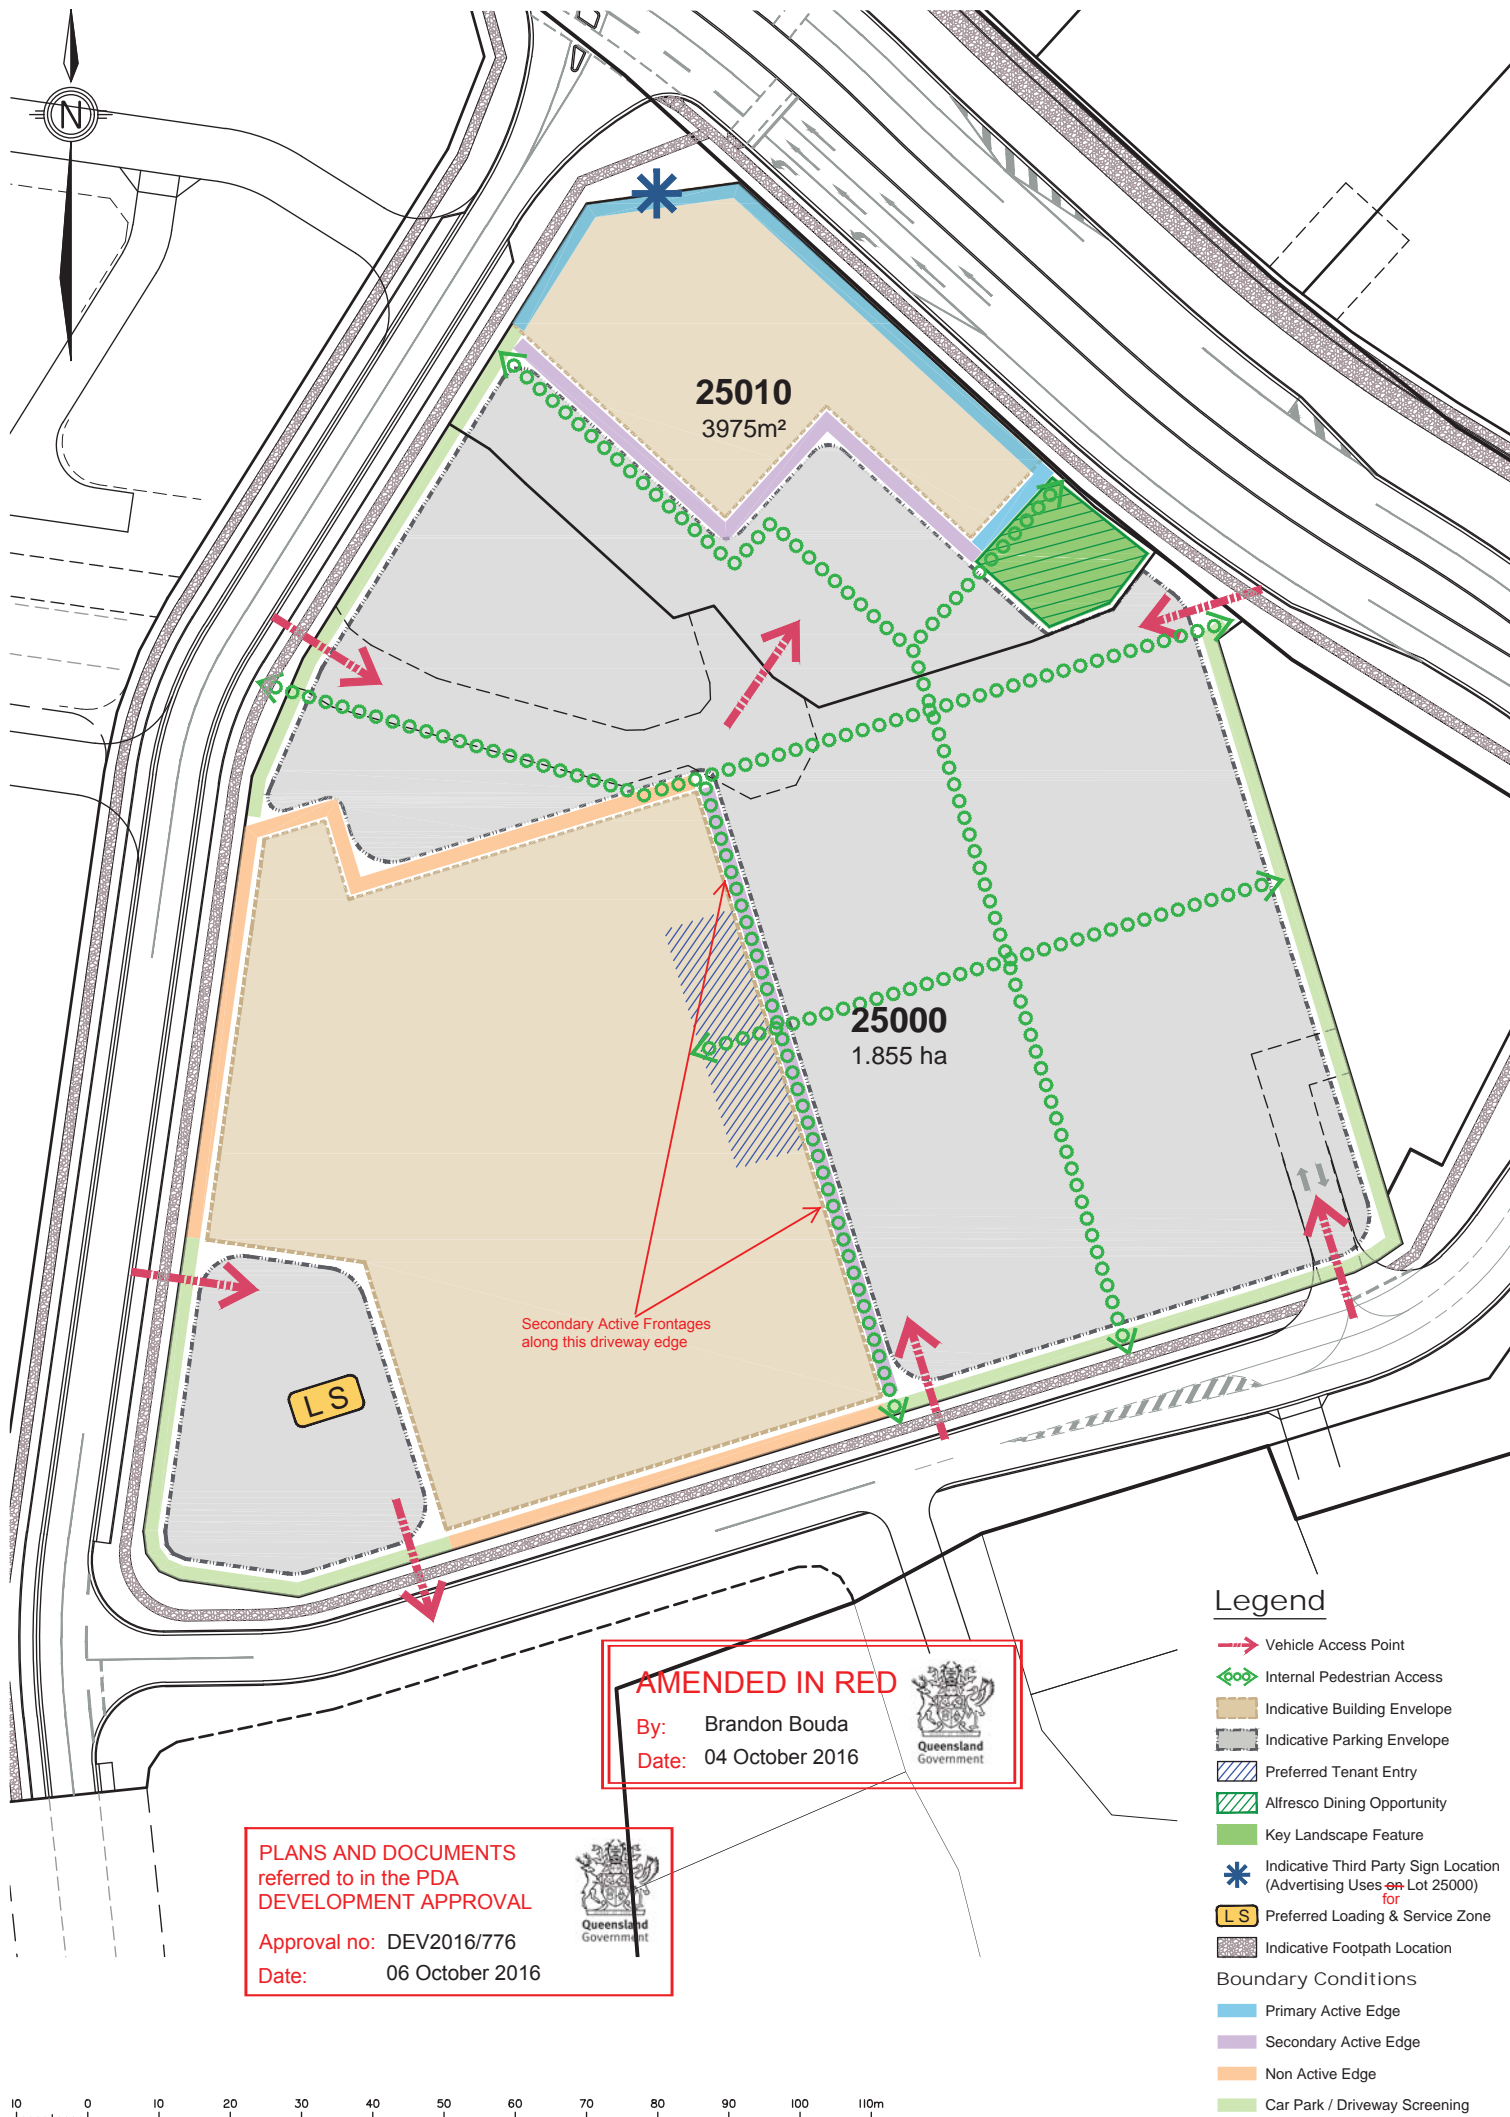 N
25010
3975m²
25000
1.855 ha
Secondary Active Frontages
along this driveway edge
L S
Legend
Vehicle Access Point
Internal Pedestrian Access
Indicative Building Envelope
Indicative Parking Envelope
Preferred Tenant Entry
Alfresco Dining Opportunity
Key Landscape Feature
Indicative Third Party Sign Location
(Advertising Uses on Lot 25000)
for
L S Preferred Loading & Service Zone
Indicative Footpath Location
Boundary Conditions
Primary Active Edge
Secondary Active Edge
Non Active Edge
Car Park / Driveway Screening
AMENDED IN RED
By: Brandon Bouda
Date: 04 October 2016
Queensland
Government
PLANS AND DOCUMENTS
referred to in the PDA
DEVELOPMENT APPROVAL
Approval no: DEV2016/776
Date: 06 October 2016
Queensland
Government
10 0 10 20 30 40 50 60 70 80 90 100 110m